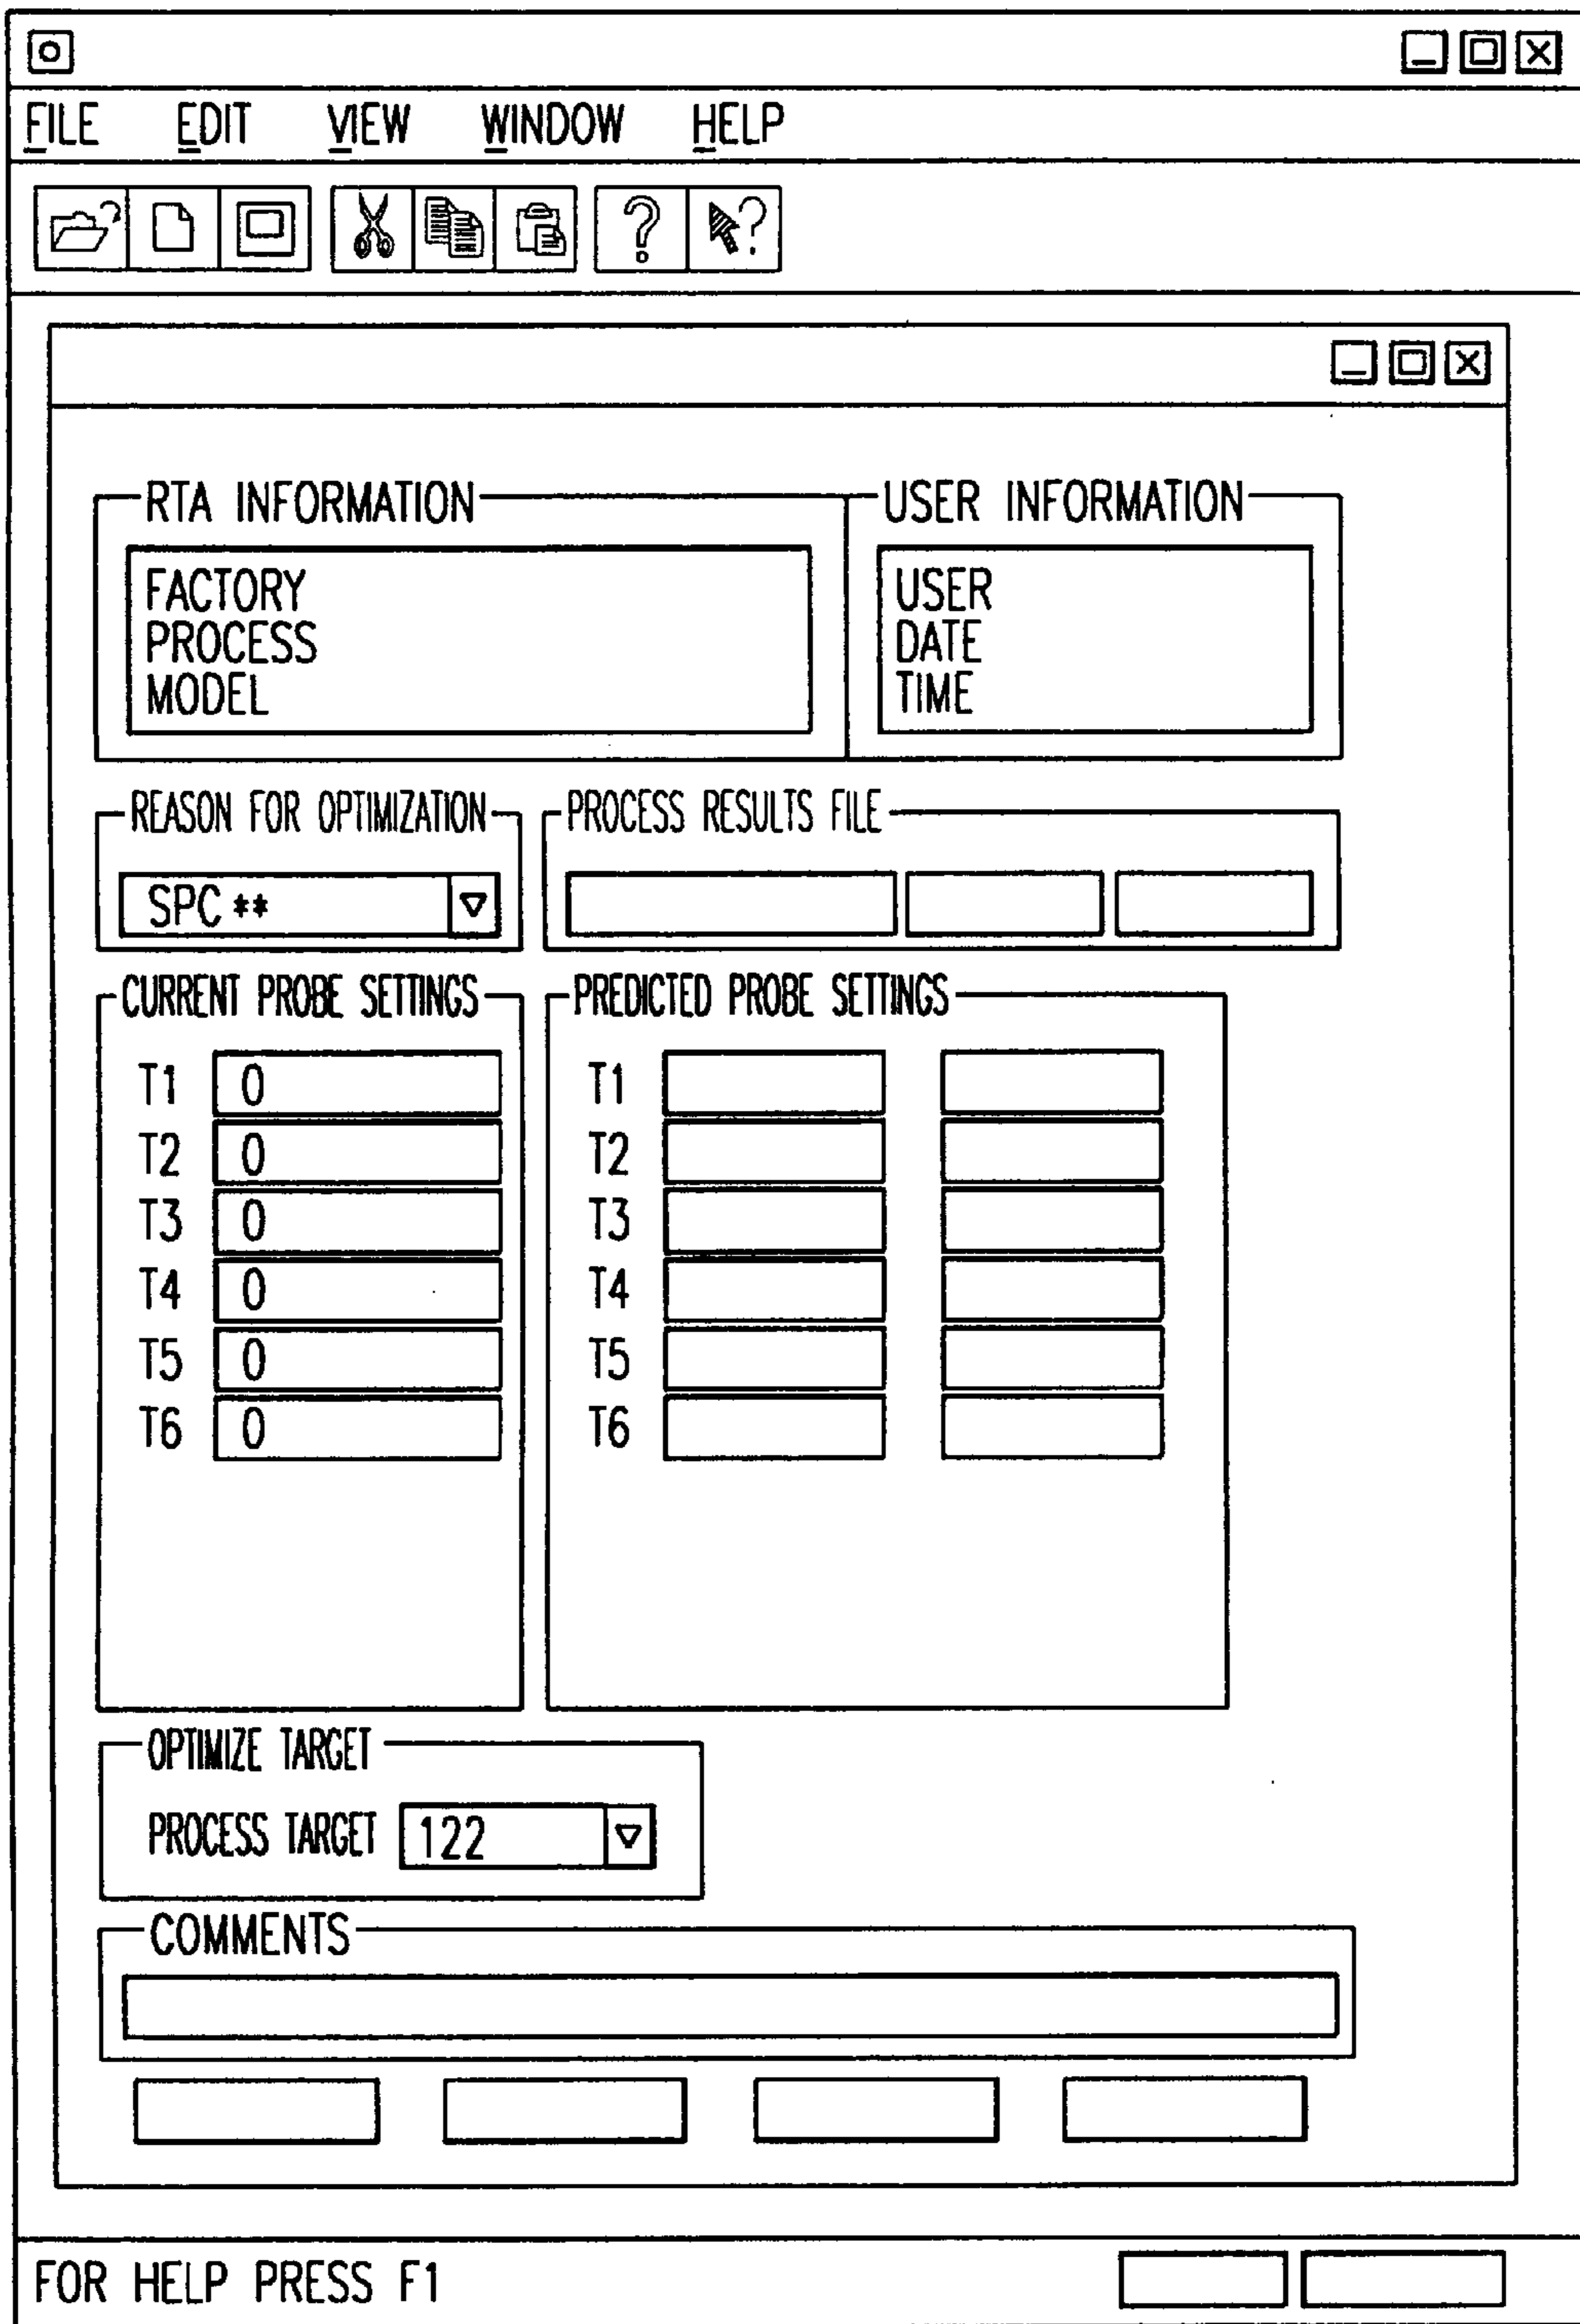 FILE EDIT VIEW WINDOW HELP
RTA INFORMATION
FACTORY
PROCESS
MODEL
USER INFORMATION
USER
DATE
TIME
REASON FOR OPTIMIZATION
SPC **
PROCESS RESULTS FILE
CURRENT PROBE SETTINGS
T1 0
T2 0
T3 0
T4 0
T5 0
T6 0
PREDICTED PROBE SETTINGS
T1
T2
T3
T4
T5
T6
OPTIMIZE TARGET
PROCESS TARGET 122
COMMENTS
FOR HELP PRESS F1